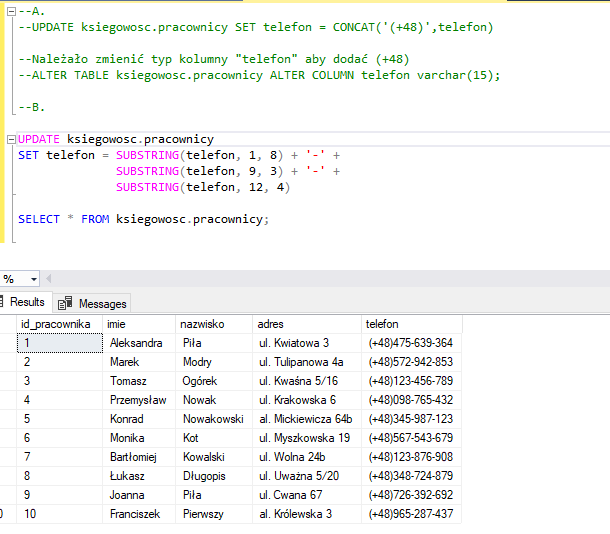 --A.
--UPDATE ksiegowosc.pracownicy SET telefon = CONCAT('(+48)',telefon)
--Należało zmienić typ kolumny "telefon" aby dodać (+48)
--ALTER TABLE ksiegowosc.pracownicy ALTER COLUMN telefon varchar(15);
--B.
UPDATE ksiegowosc.pracownicy
SET telefon = SUBSTRING(telefon, 1, 8) + '-' +
SUBSTRING(telefon, 9, 3) + '-' +
SUBSTRING(telefon, 12, 4)
SELECT * FROM ksiegowosc.pracownicy;
%
Results Messages
id_pracownika imie nazwisko adres telefon
1 Aleksandra Piła ul. Kwiatowa 3 (+48)475-639-364
2 Marek Modry ul. Tulipanowa 4a (+48)572-942-853
3 Tomasz Ogórek ul. Kwaśna 5/16 (+48)123-456-789
4 Przemysław Nowak ul. Krakowska 6 (+48)098-765-432
5 Konrad Nowakowski al. Mickiewicza 64b (+48)345-987-123
6 Monika Kot ul. Myszkowska 19 (+48)567-543-679
7 Bartłomiej Kowalski ul. Wolna 24b (+48)123-876-908
8 Łukasz Długopis ul. Uważna 5/20 (+48)348-724-879
9 Joanna Piła ul. Cwana 67 (+48)726-392-692
10 Franciszek Pierwszy al. Królewska 3 (+48)965-287-437